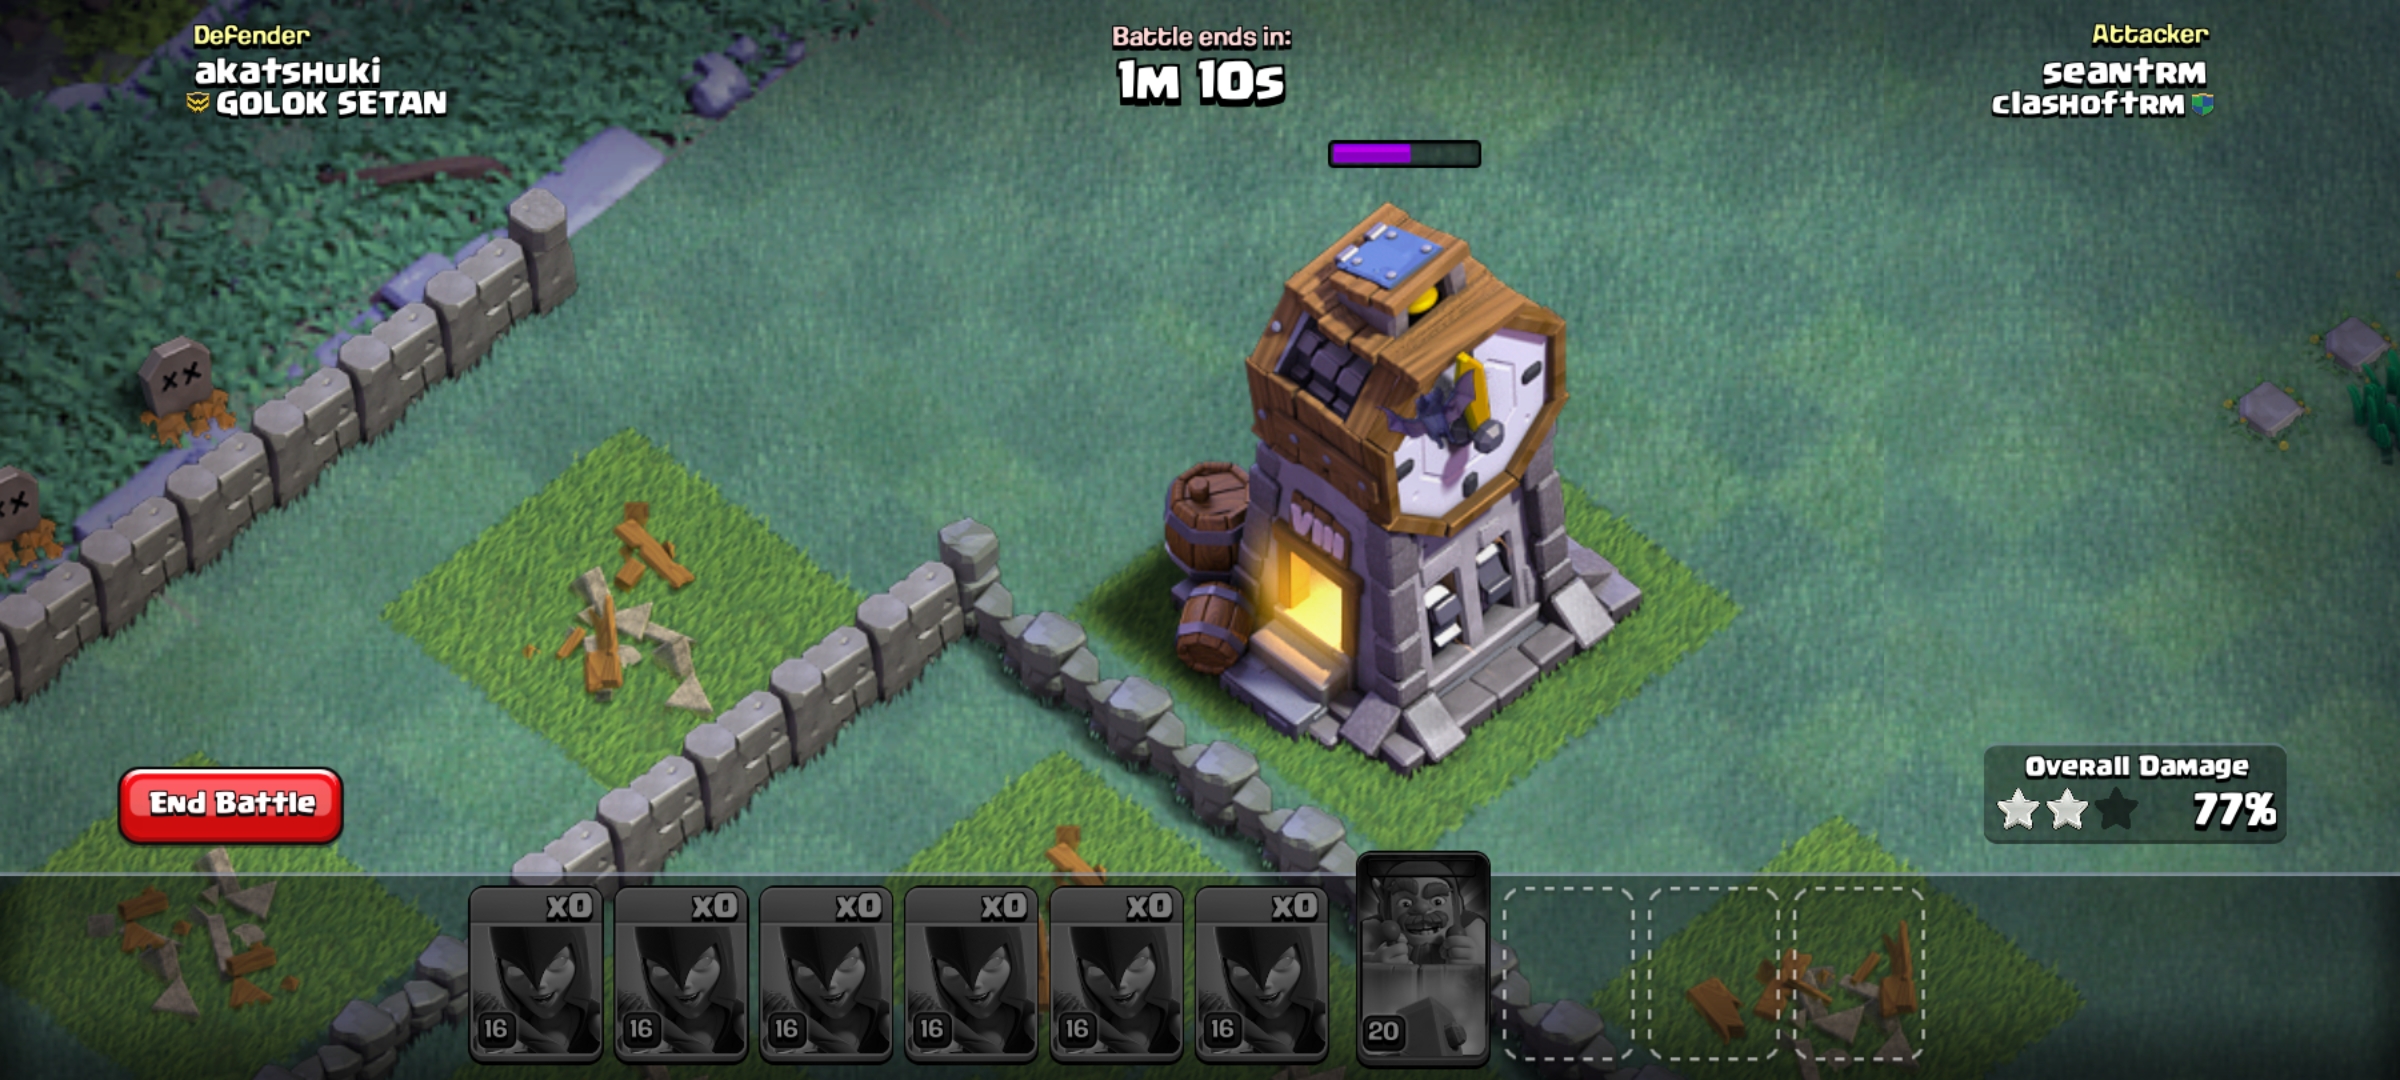 Defender
akatsHuki
GOLOK SETAN
Battle ends in:
1m 10s
Attacker
seantRM
clasHoftRM
VIII
End Battle
Overall Damage
77%
x0 x0 x0 x0 x0 x0
16 16 16 16 16 16 20